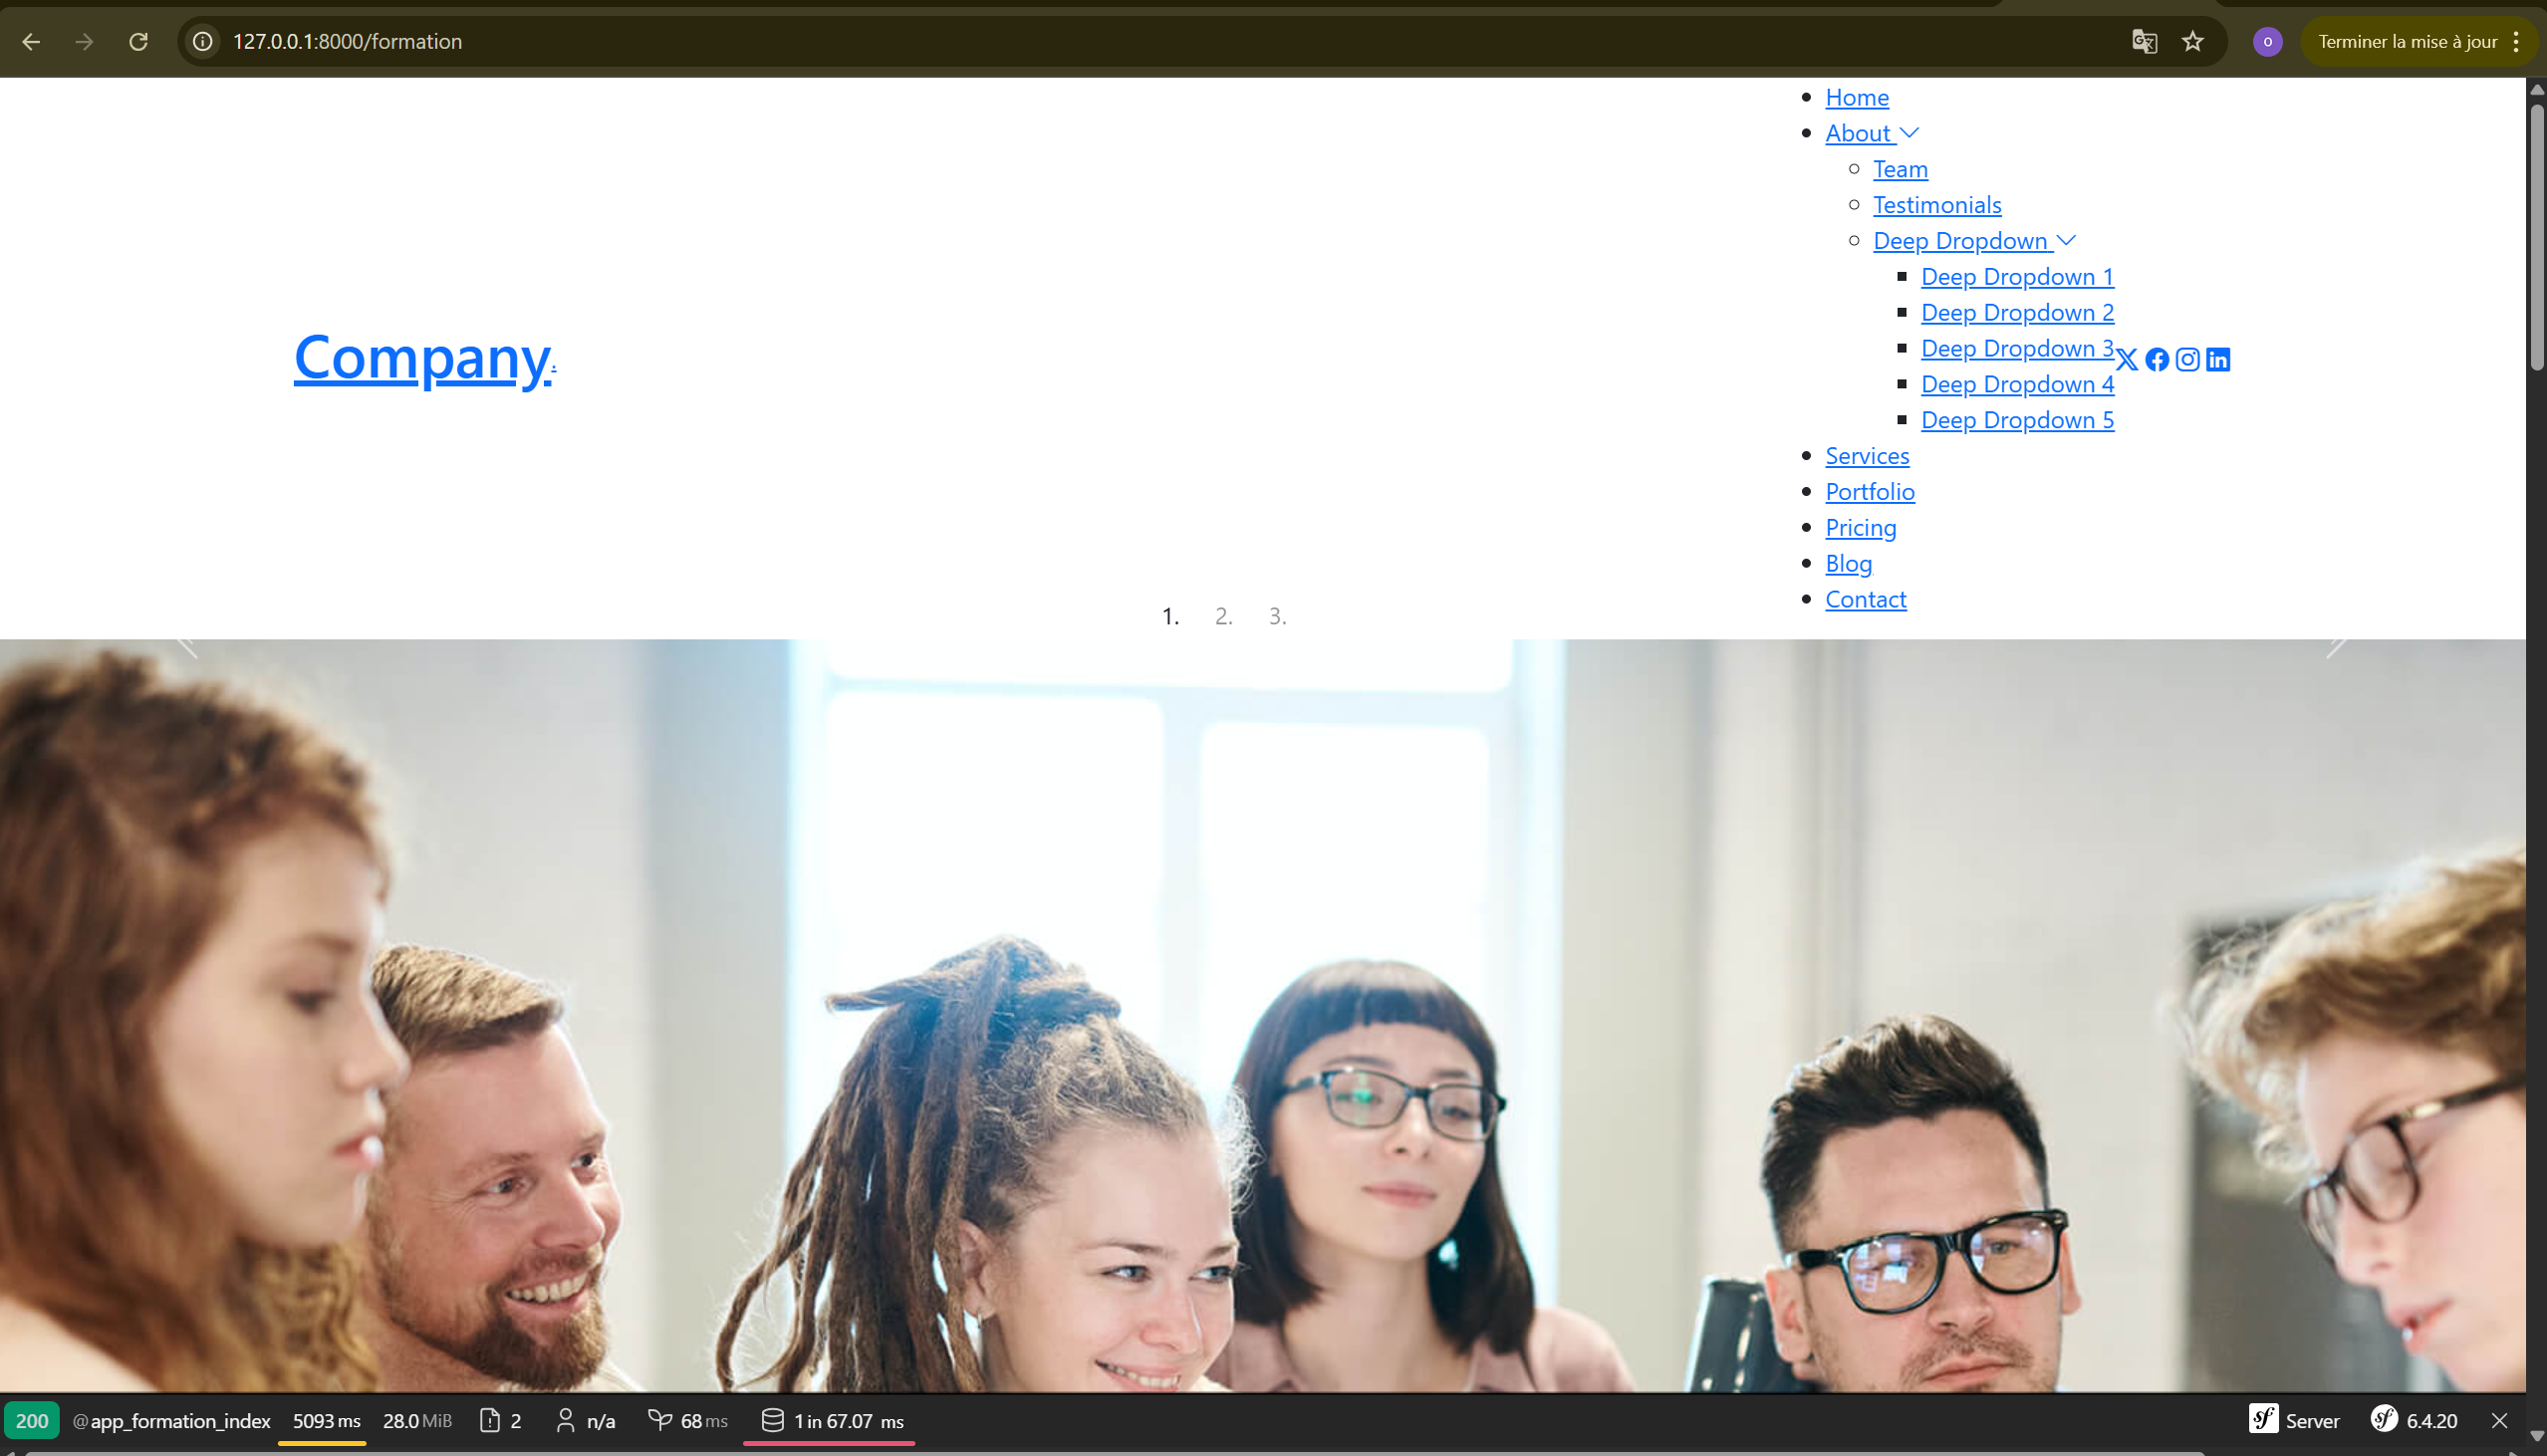 127.0.0.1:8000/formation
o
Terminer la mise à jour
Company.
Home
About
Team
Testimonials
Deep Dropdown
Deep Dropdown 1
Deep Dropdown 2
Deep Dropdown 3
Deep Dropdown 4
Deep Dropdown 5
Services
Portfolio
Pricing
Blog
Contact
1. 2. 3.
200 @app_formation_index 5093 ms 28.0 MiB 2 n/a 68 ms 1 in 67.07 ms sf Server sf 6.4.20